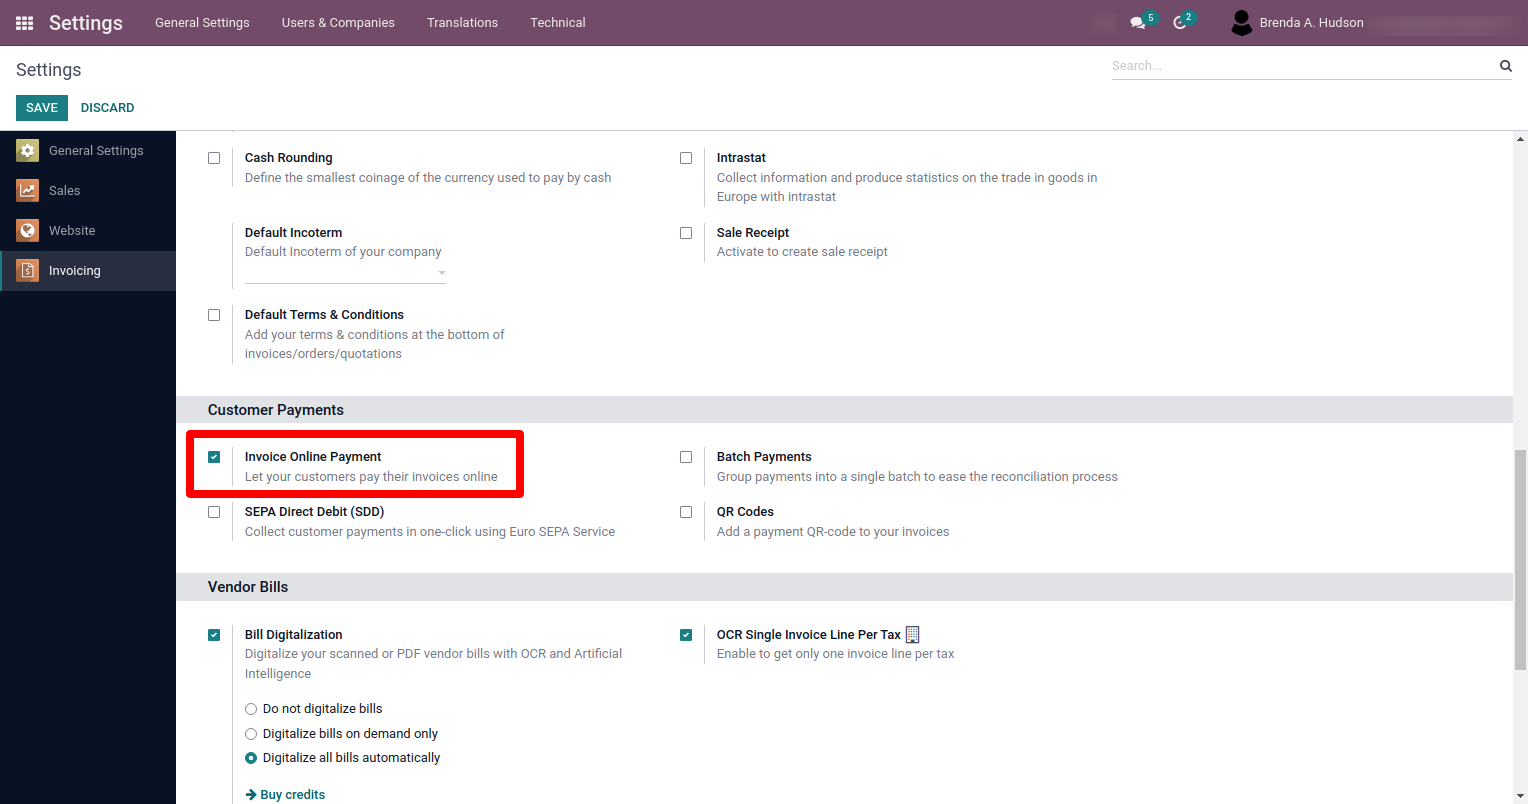 Settings
General Settings
Users & Companies
Translations
Technical
5
2
Brenda A. Hudson
Settings
Search...
SAVE
DISCARD
General Settings
Sales
Website
Invoicing
Cash Rounding
Define the smallest coinage of the currency used to pay by cash
Intrastat
Collect information and produce statistics on the trade in goods in
Europe with intrastat
Default Incoterm
Default Incoterm of your company
Sale Receipt
Activate to create sale receipt
Default Terms & Conditions
Add your terms & conditions at the bottom of
invoices/orders/quotations
Customer Payments
Invoice Online Payment
Let your customers pay their invoices online
Batch Payments
Group payments into a single batch to ease the reconciliation process
SEPA Direct Debit (SDD)
Collect customer payments in one-click using Euro SEPA Service
QR Codes
Add a payment QR-code to your invoices
Vendor Bills
Bill Digitalization
Digitalize your scanned or PDF vendor bills with OCR and Artificial
Intelligence
Do not digitalize bills
Digitalize bills on demand only
Digitalize all bills automatically
Buy credits
OCR Single Invoice Line Per Tax
Enable to get only one invoice line per tax